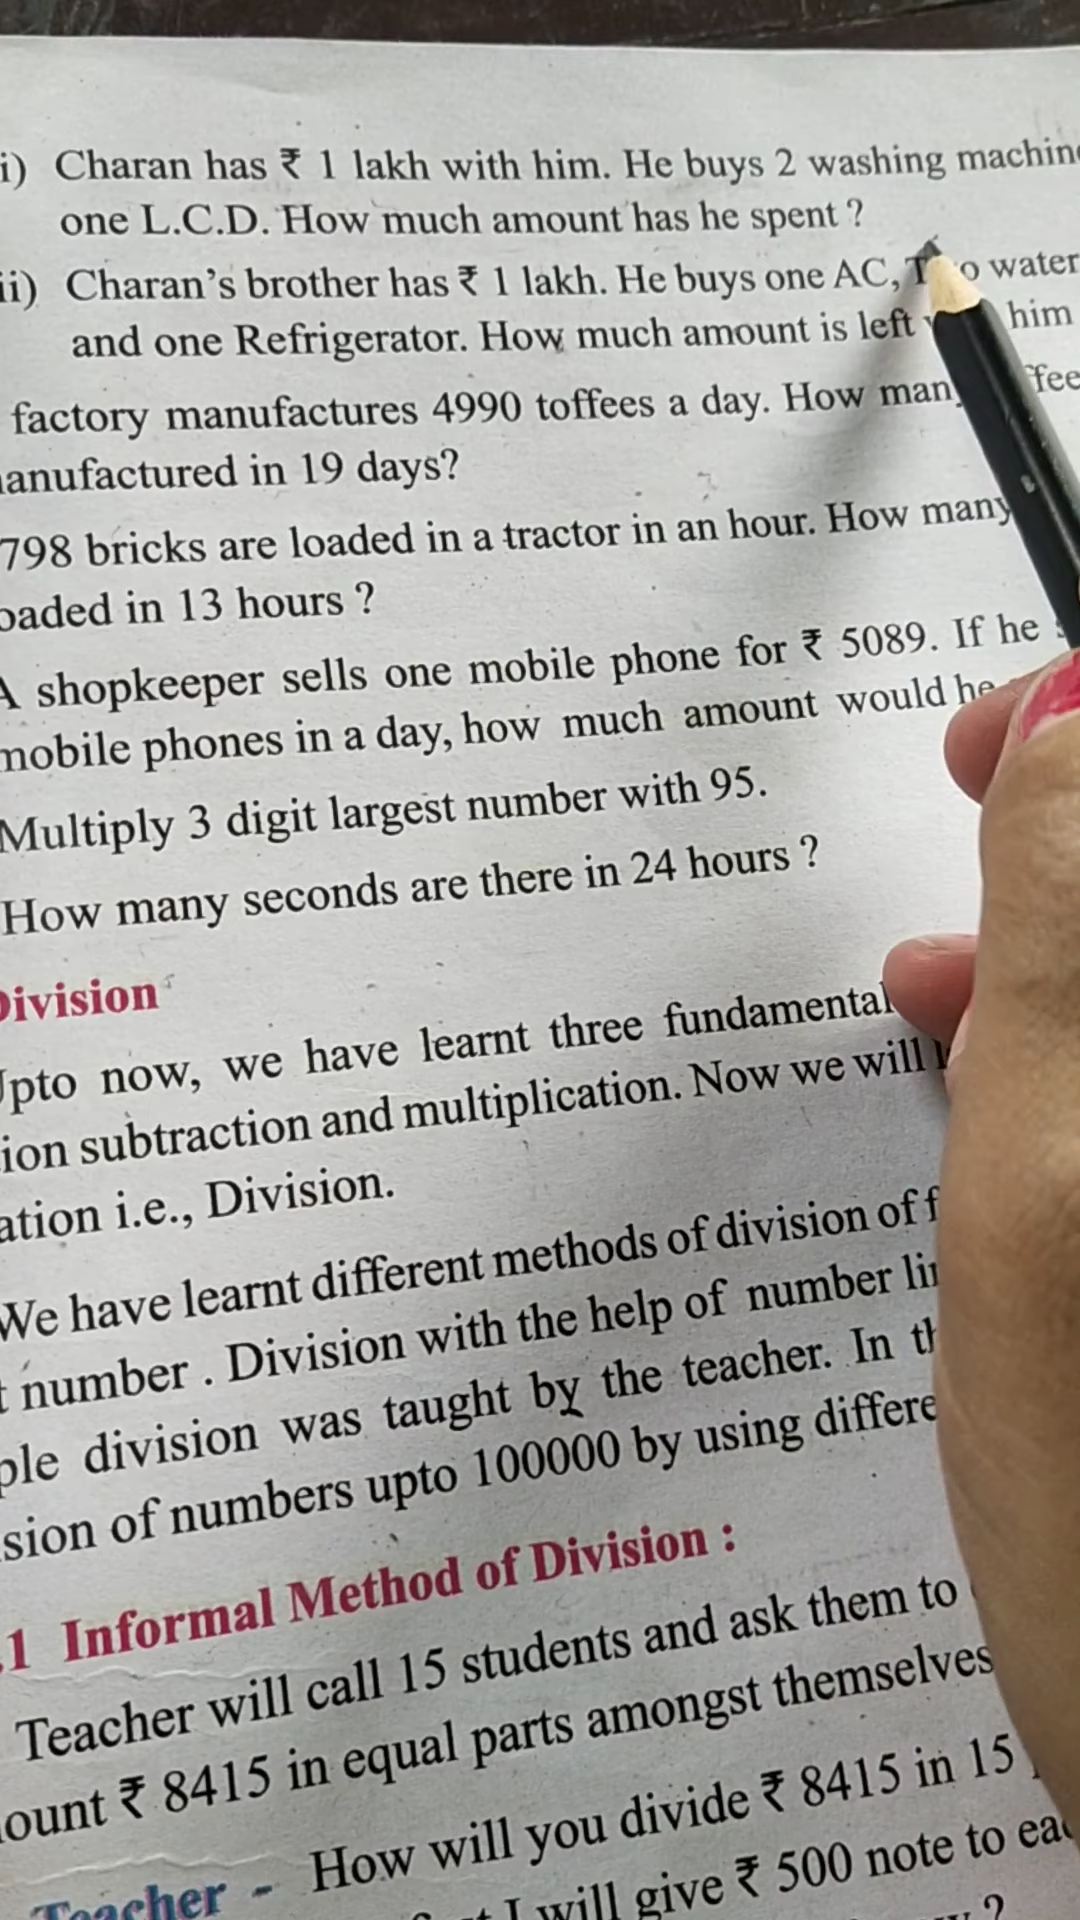 i) Charan has ₹ 1 lakh with him. He buys 2 washing machine
one L.C.D. How much amount has he spent ?
ii) Charan's brother has ₹ 1 lakh. He buys one AC, water
and one Refrigerator. How much amount is left him
factory manufactures 4990 toffees a day. How many
anufactured in 19 days?
798 bricks are loaded in a tractor in an hour. How many
oaded in 13 hours ?
A shopkeeper sells one mobile phone for ₹ 5089. If he
mobile phones in a day, how much amount would he
Multiply 3 digit largest number with 95.
How many seconds are there in 24 hours ?
Division
Upto now, we have learnt three fundamental
ion subtraction and multiplication. Now we will
ation i.e., Division.
We have learnt different methods of division of
number . Division with the help of number
ple division was taught by the teacher. In
sion of numbers upto 100000 by using differe
.1 Informal Method of Division :
Teacher will call 15 students and ask them to
ount ₹ 8415 in equal parts amongst themselves
Teacher - How will you divide ₹ 8415 in 15
I will give ₹ 500 note to
?